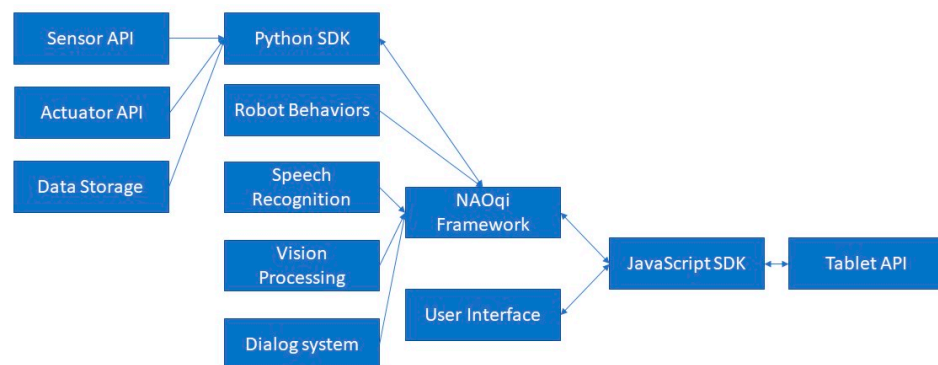 Sensor API
Python SDK
Actuator API
Robot Behaviors
Data Storage
Speech
Recognition
NAOqi
Framework
Vision
Processing
JavaScript SDK
Tablet API
User Interface
Dialog system